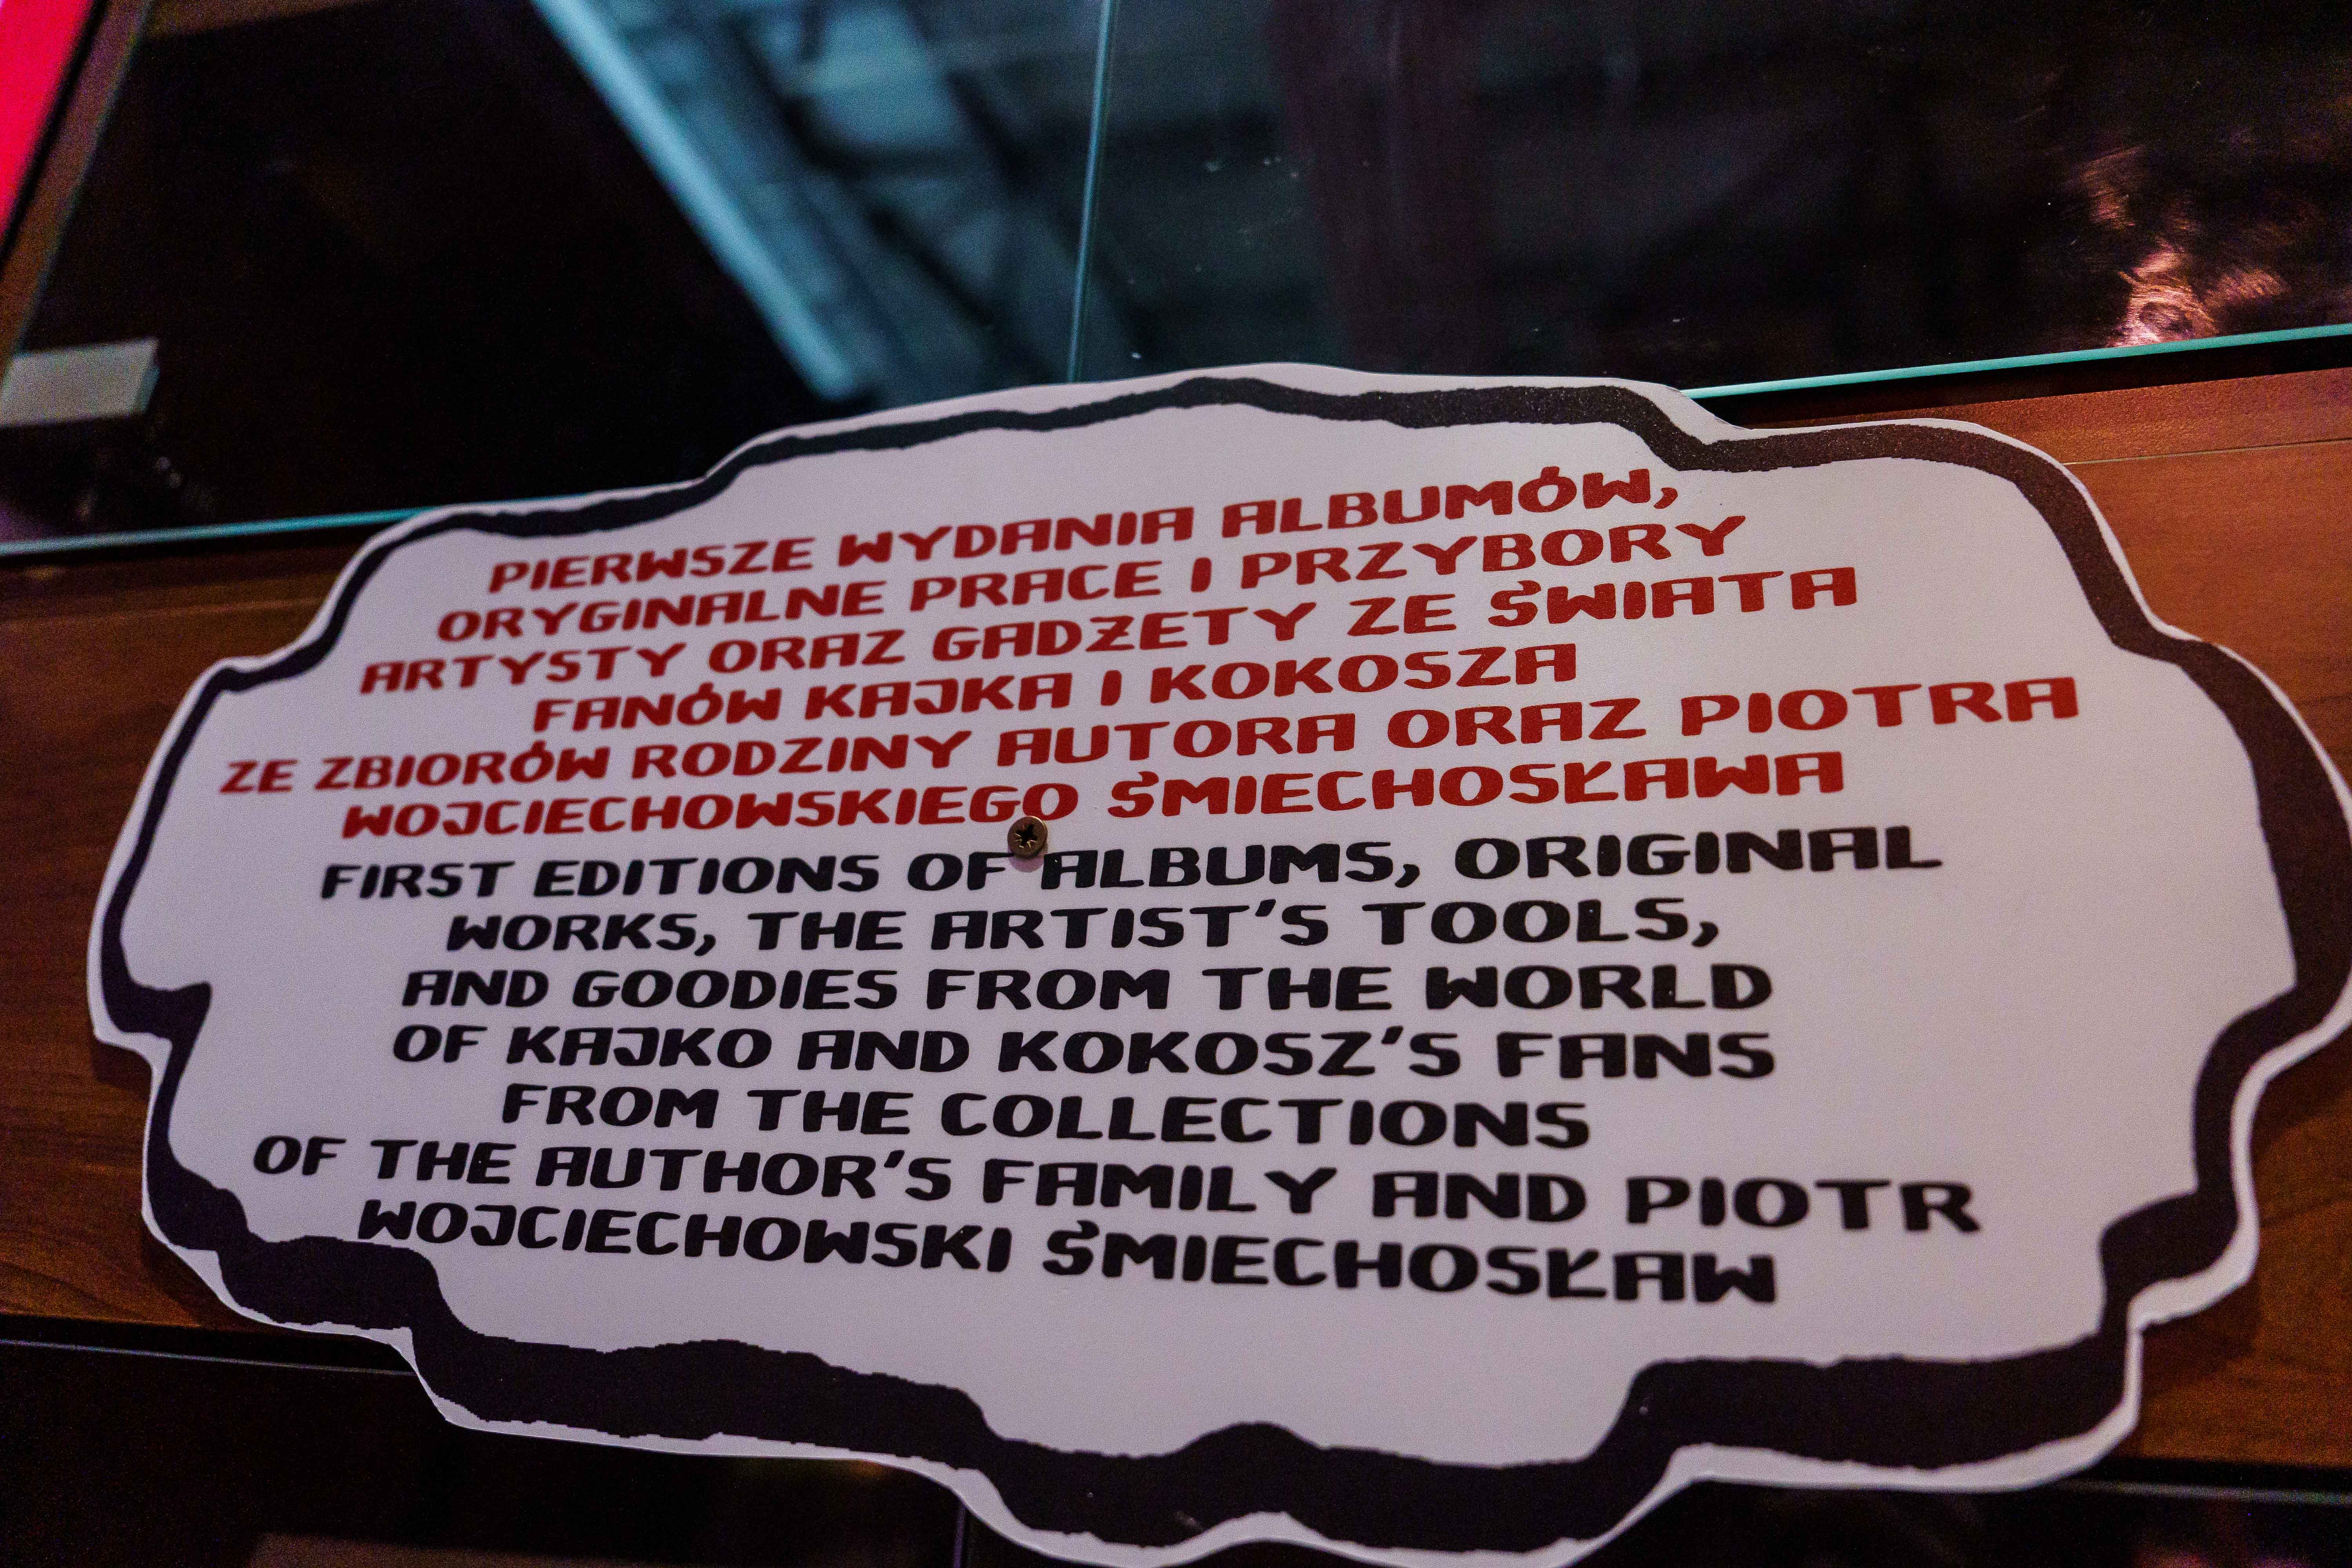 PIERWSZE WYDANIA ALBUMÓW,
ORYGINALNE PRACE I PRZYBORY
ARTYSTY ORAZ GADŻETY ZE ŚWIATA
FANÓW KAJKA I KOKOSZA
ZE ZBIORÓW RODZINY AUTORA ORAZ PIOTRA
WOJCIECHOWSKIEGO ŚMIECHOSŁAWA
FIRST EDITIONS OF ALBUMS, ORIGINAL
WORKS, THE ARTIST'S TOOLS,
AND GOODIES FROM THE WORLD
OF KAJKO AND KOKOSZ'S FANS
FROM THE COLLECTIONS
OF THE AUTHOR'S FAMILY AND PIOTR
WOJCIECHOWSKI ŚMIECHOSŁAW